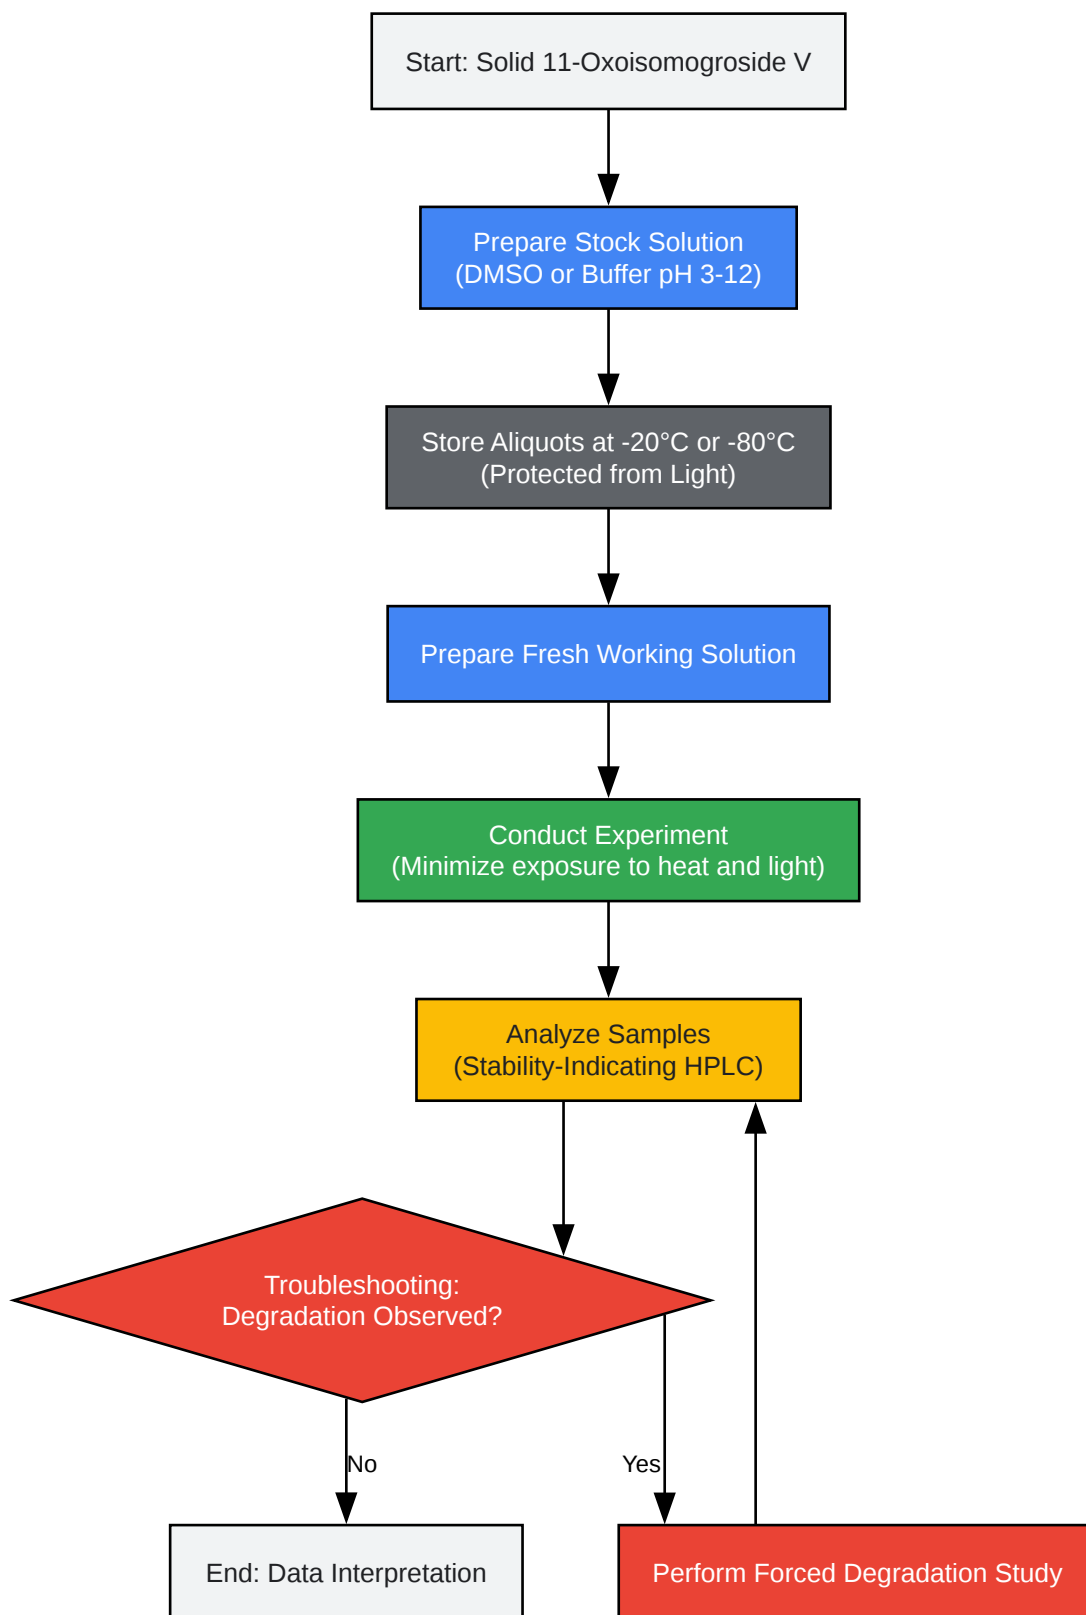 Start: Solid 11-Oxoisomogroside V
Prepare Stock Solution
(DMSO or Buffer pH 3-12)
Store Aliquots at -20°C or -80°C
(Protected from Light)
Prepare Fresh Working Solution
Conduct Experiment
(Minimize exposure to heat and light)
Analyze Samples
(Stability-Indicating HPLC)
Troubleshooting:
Degradation Observed?
No
Yes
End: Data Interpretation
Perform Forced Degradation Study